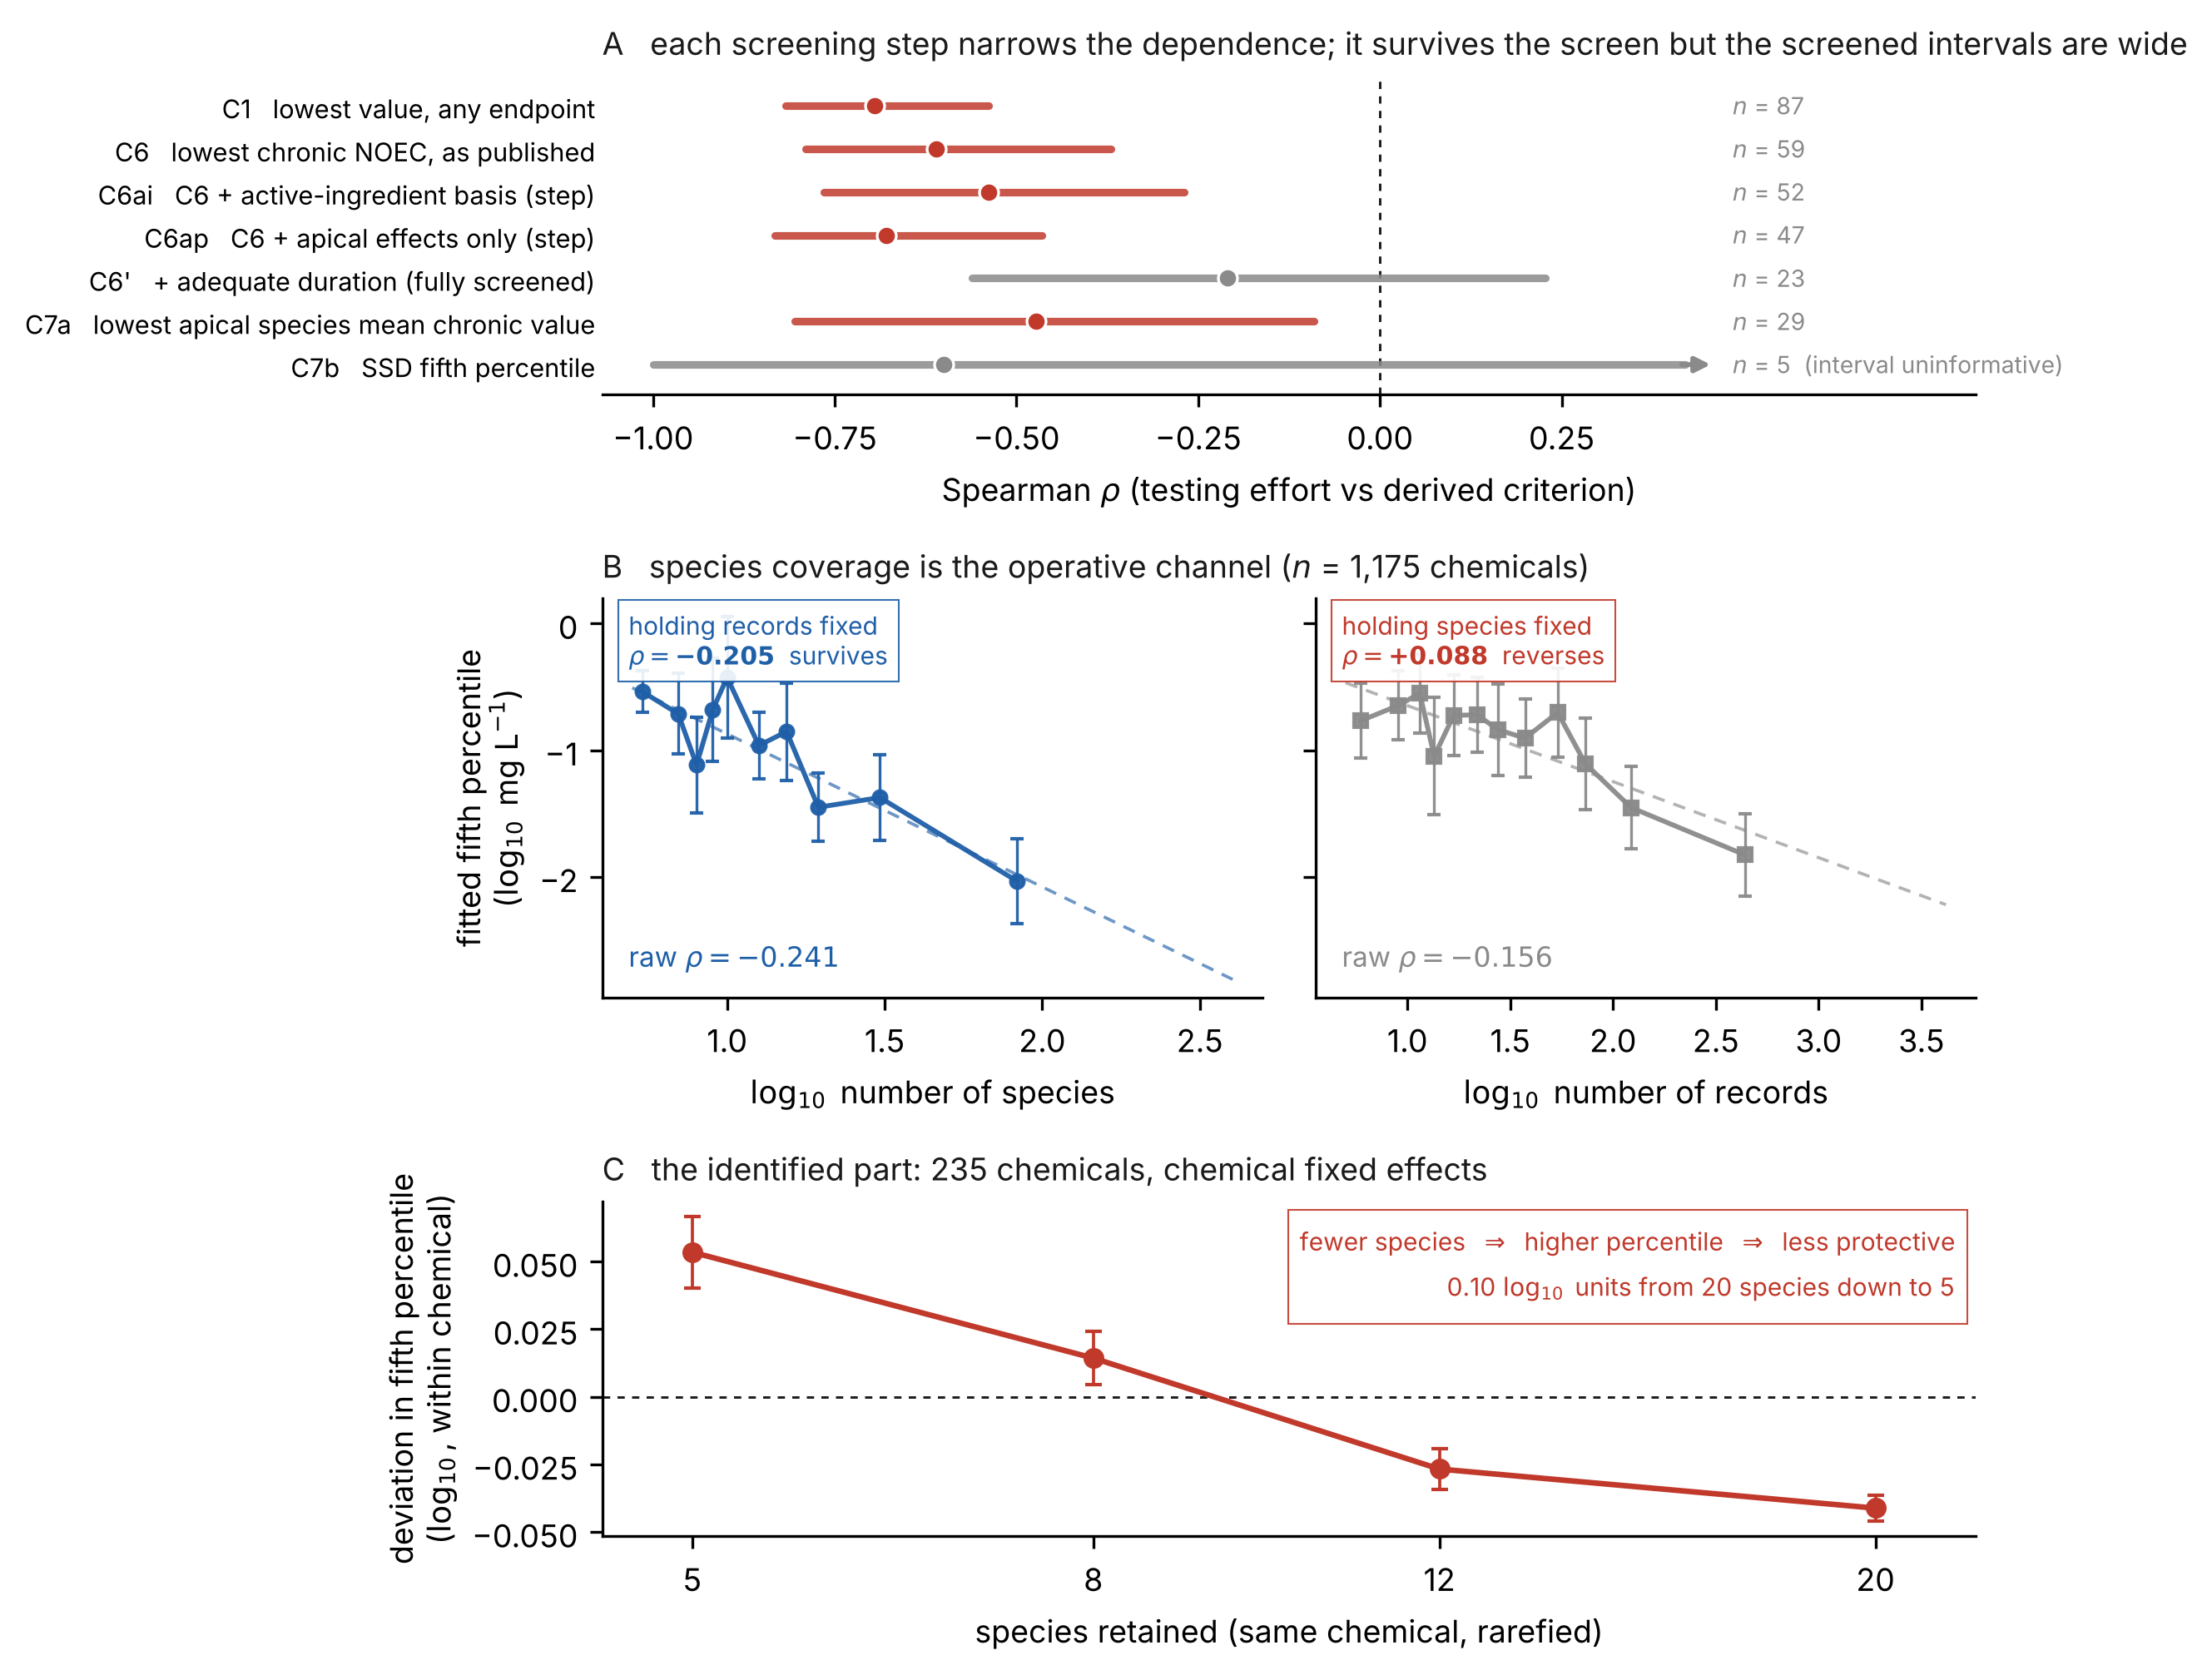 A each screening step narrows the dependence; it survives the screen but the screened intervals are wide
C1 lowest value, any endpoint
n = 87
C6 lowest chronic NOEC, as published
n = 59
C6ai C6 + active-ingredient basis (step)
n = 52
C6ap C6 + apical effects only (step)
n = 47
C6' + adequate duration (fully screened)
n = 23
C7a lowest apical species mean chronic value
n = 29
C7b SSD fifth percentile
n = 5 (interval uninformative)
−1.00 −0.75 −0.50 −0.25 0.00 0.25
Spearman ρ (testing effort vs derived criterion)
B species coverage is the operative channel (n = 1,175 chemicals)
fitted fifth percentile
(log₁₀ mg L⁻¹)
0
−1
−2
holding records fixed
ρ = −0.205 survives
raw ρ = −0.241
1.0 1.5 2.0 2.5
log₁₀ number of species
holding species fixed
ρ = +0.088 reverses
raw ρ = −0.156
1.0 1.5 2.0 2.5 3.0 3.5
log₁₀ number of records
C the identified part: 235 chemicals, chemical fixed effects
deviation in fifth percentile
(log₁₀, within chemical)
0.050
0.025
0.000
−0.025
−0.050
fewer species ⇒ higher percentile ⇒ less protective
0.10 log₁₀ units from 20 species down to 5
5 8 12 20
species retained (same chemical, rarefied)